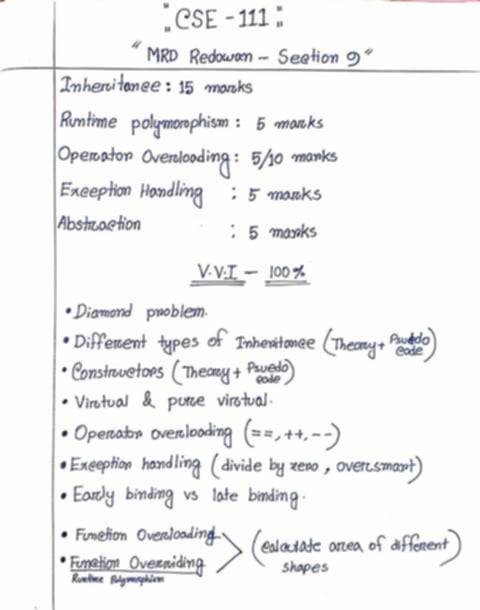 :: CSE - 111 ::
" MRD Redowan - Section 9 "
Inheritance : 15 marks
Runtime polymorphism : 5 marks
Operator Overloading : 5/10 marks
Exception Handling : 5 marks
Abstraction : 5 marks
V.V.I - 100%
• Diamond problem.
• Different types of Inheritance (Theory + Psuedo code)
• Constructors (Theory + Psuedo code)
• Virtual & pure virtual.
• Operator overloading (==, ++, --)
• Exception handling (divide by zero, oversmart)
• Early binding vs late binding.
• Function Overloading
• Function Overriding
Runtime Polymorphism
(calculate area of different shapes)